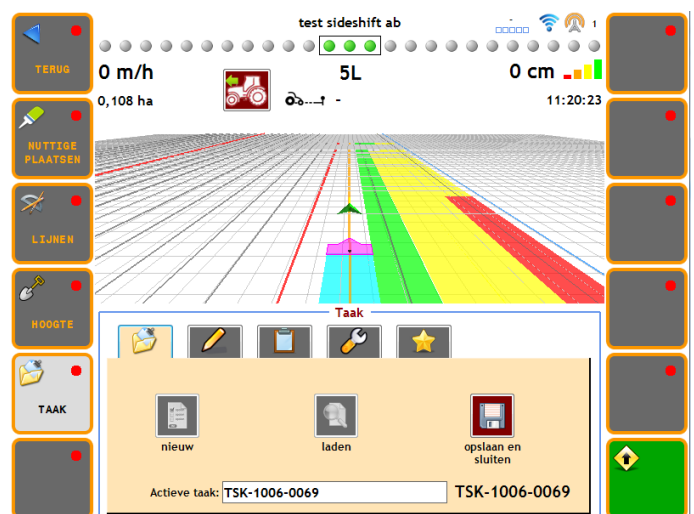 test sideshift ab
1
TERUG
0 m/h
5L
0 cm
0,108 ha
-
11:20:23
NUTTIGE
PLAATSEN
LIJNEN
HOOGTE
TAAK
Taak
nieuw
laden
opslaan en
sluiten
Actieve taak: TSK-1006-0069
TSK-1006-0069